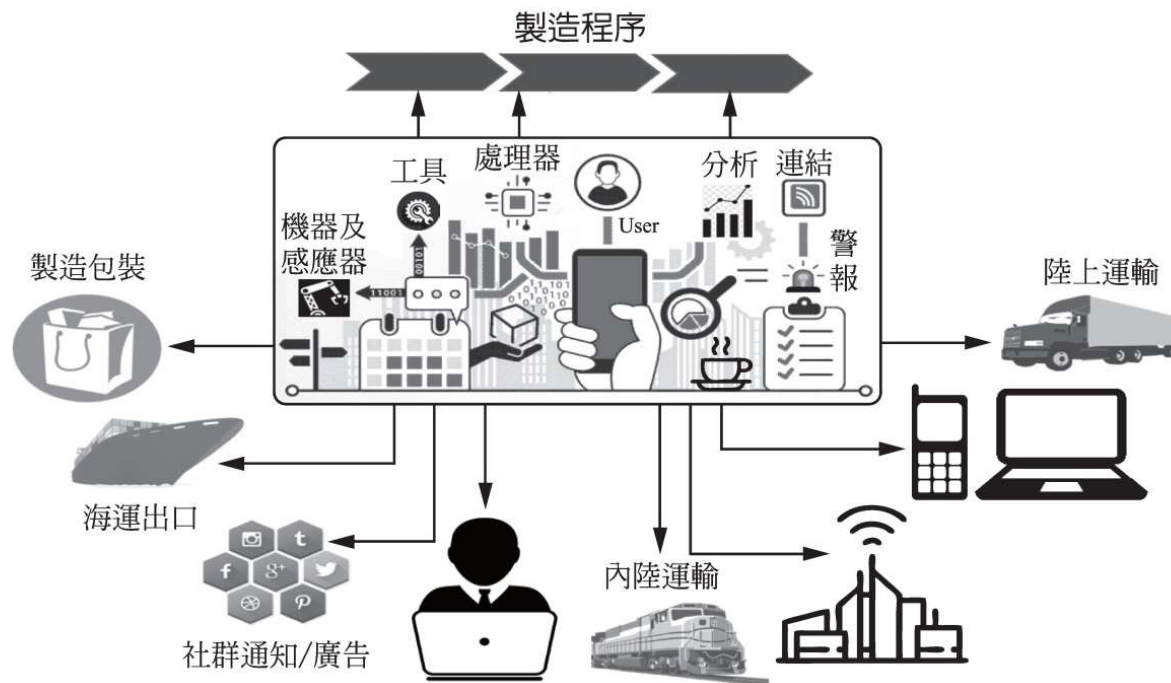 製造程序
工具
處理器
分析
連結
User
機器及
感應器
警
報
10100
11001
製造包裝
陸上運輸
海運出口
f
g+
t
社群通知/廣告
內陸運輸